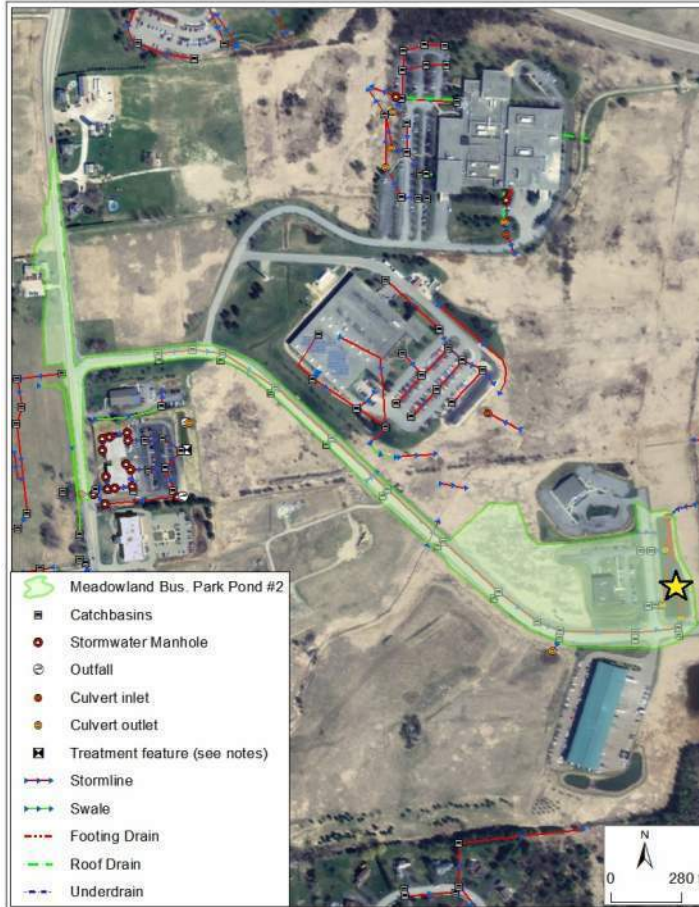 Meadowland Bus. Park Pond #2
Catchbasins
Stormwater Manhole
Outfall
Culvert inlet
Culvert outlet
Treatment feature (see notes)
Stormline
Swale
Footing Drain
Roof Drain
Underdrain
N
0 280